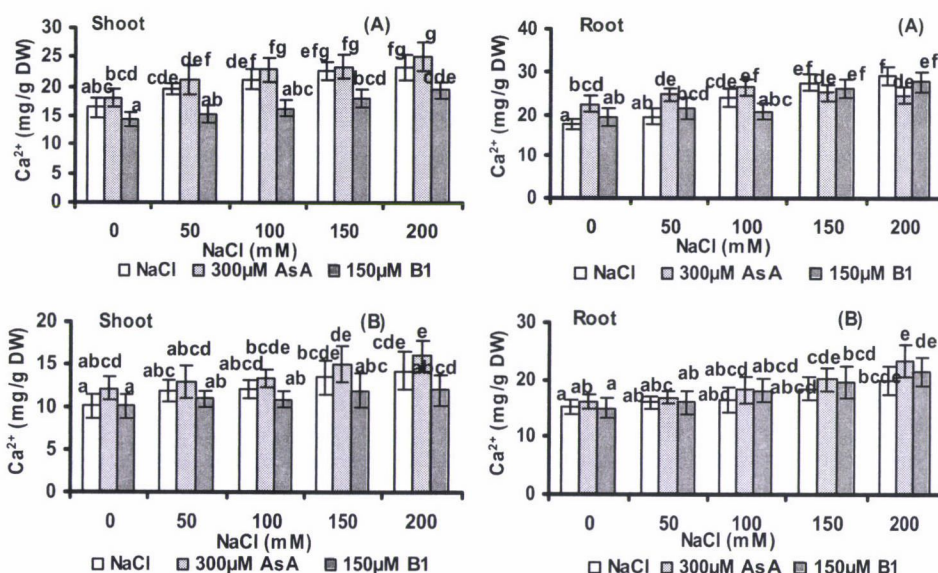 Shoot (A)
Ca²⁺ (mg/g DW)
30
25
20
15
10
5
0
abc bcd a
cde def ab
def fg abc
efg fg bcd
fg g cde
0 50 100 150 200
NaCl (mM)
NaCl 300µM AsA 150µM B1
Root (A)
Ca²⁺ (mg/g DW)
40
30
20
10
0
a bcd ab
ab de bcd
cde ef abc
ef de ef
f de ef
0 50 100 150 200
NaCl (mM)
NaCl 300µM AsA 150µM B1
Shoot (B)
Ca²⁺ (mg/g DW)
20
15
10
5
0
a abcd a
abc abcd ab
abcd bcde ab
bcde de abc
cde e abcd
0 50 100 150 200
NaCl (mM)
NaCl 300µM AsA 150µM B1
Root (B)
Ca²⁺ (mg/g DW)
30
20
10
0
a ab a
ab abc ab
abc abcd abcd
abcd cde bcd
bcde e de
0 50 100 150 200
NaCl (mM)
NaCl 300µM AsA 150µM B1